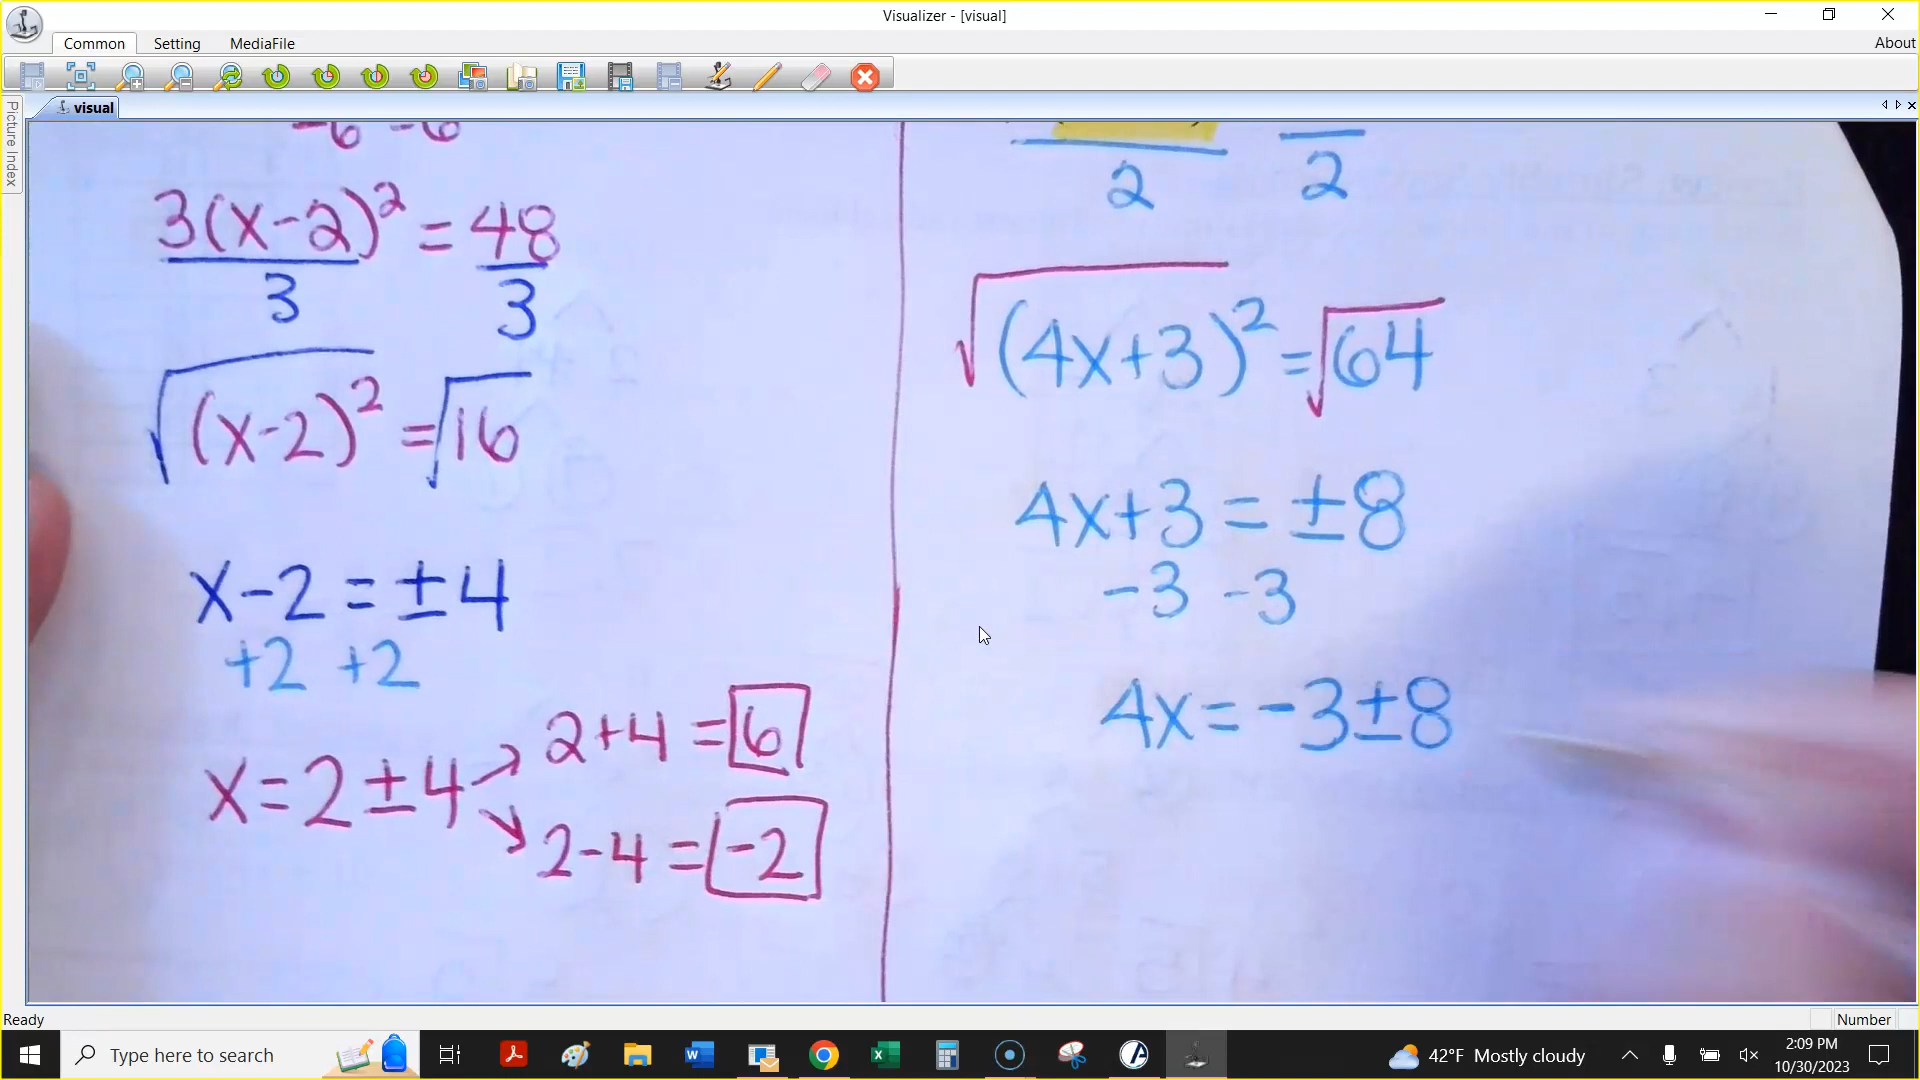 Visualizer - [visual]
Common Setting MediaFile About
visual
Picture Index
-6 -6
3(x-2)² = 48
3 3
√(x-2)² = √16
x-2 = ±4
+2 +2
x = 2 ± 4
2+4 = 6
2-4 = -2
2 2
√(4x+3)² = √64
4x+3 = ±8
-3 -3
4x = -3±8
Ready
Number
Type here to search
42°F Mostly cloudy
2:09 PM
10/30/2023